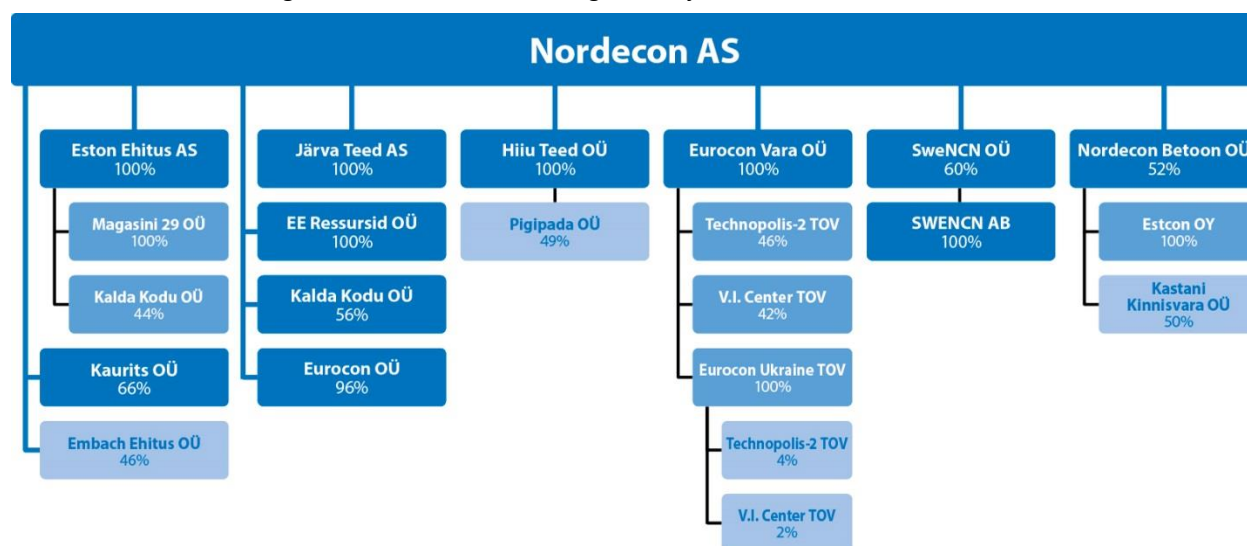 Nordecon AS
Eston Ehitus AS
100%
Magasini 29 OÜ
100%
Kalda Kodu OÜ
44%
Kaurits OÜ
66%
Embach Ehitus OÜ
46%
Järva Teed AS
100%
EE Ressursid OÜ
100%
Kalda Kodu OÜ
56%
Eurocon OÜ
96%
Hiiu Teed OÜ
100%
Pigipada OÜ
49%
Eurocon Vara OÜ
100%
Technopolis-2 TOV
46%
V.I. Center TOV
42%
Eurocon Ukraine TOV
100%
Technopolis-2 TOV
4%
V.I. Center TOV
2%
SweNCN OÜ
60%
SWENCN AB
100%
Nordecon Betoon OÜ
52%
Estcon OY
100%
Kastani
Kinnisvara OÜ
50%